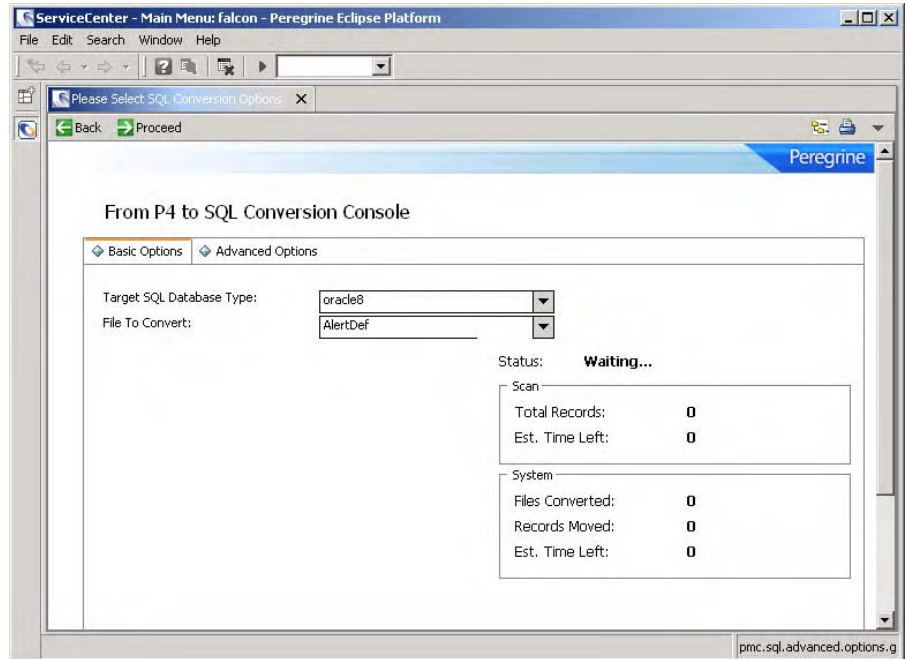 ServiceCenter - Main Menu: falcon - Peregrine Eclipse Platform
File Edit Search Window Help
Please Select SQL Conversion Options
Back Proceed
Peregrine
From P4 to SQL Conversion Console
Basic Options Advanced Options
Target SQL Database Type: oracle8
File To Convert: AlertDef
Status: Waiting...
Scan
Total Records: 0
Est. Time Left: 0
System
Files Converted: 0
Records Moved: 0
Est. Time Left: 0
pmc.sql.advanced.options.g